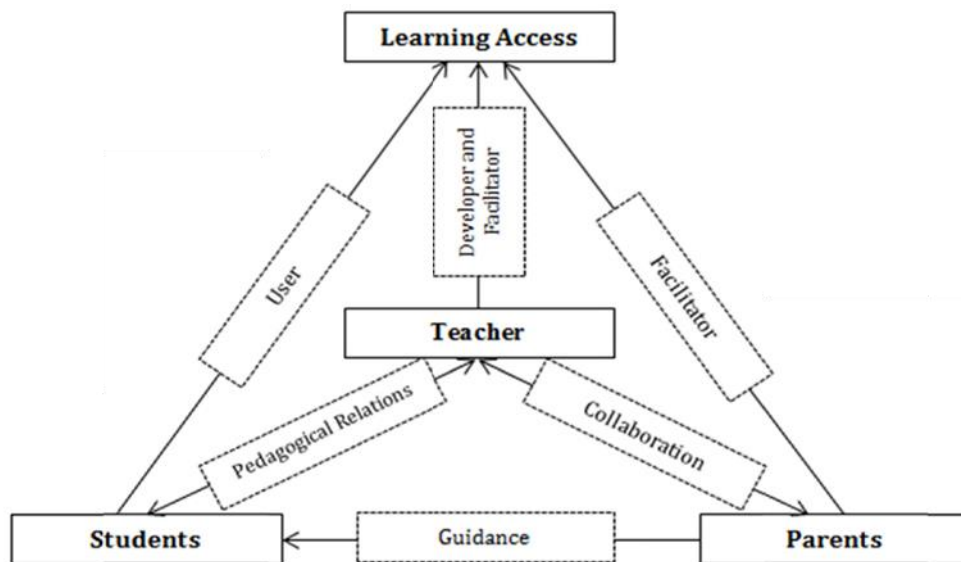 Learning Access
Developer and
Facilitator
User
Facilitator
Teacher
Pedagogical Relations
Collaboration
Students
Guidance
Parents